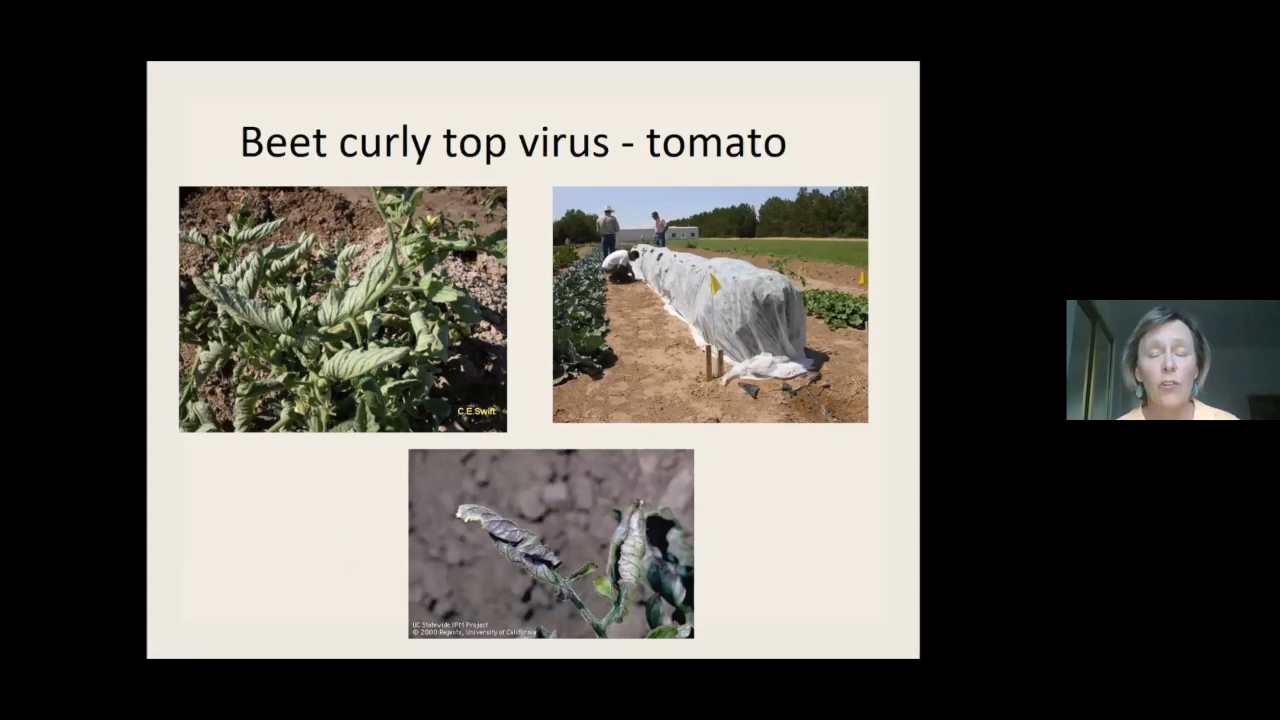 Beet curly top virus - tomato
C.E.Swift
UC Statewide IPM Project
© 2000 Regents, University of California